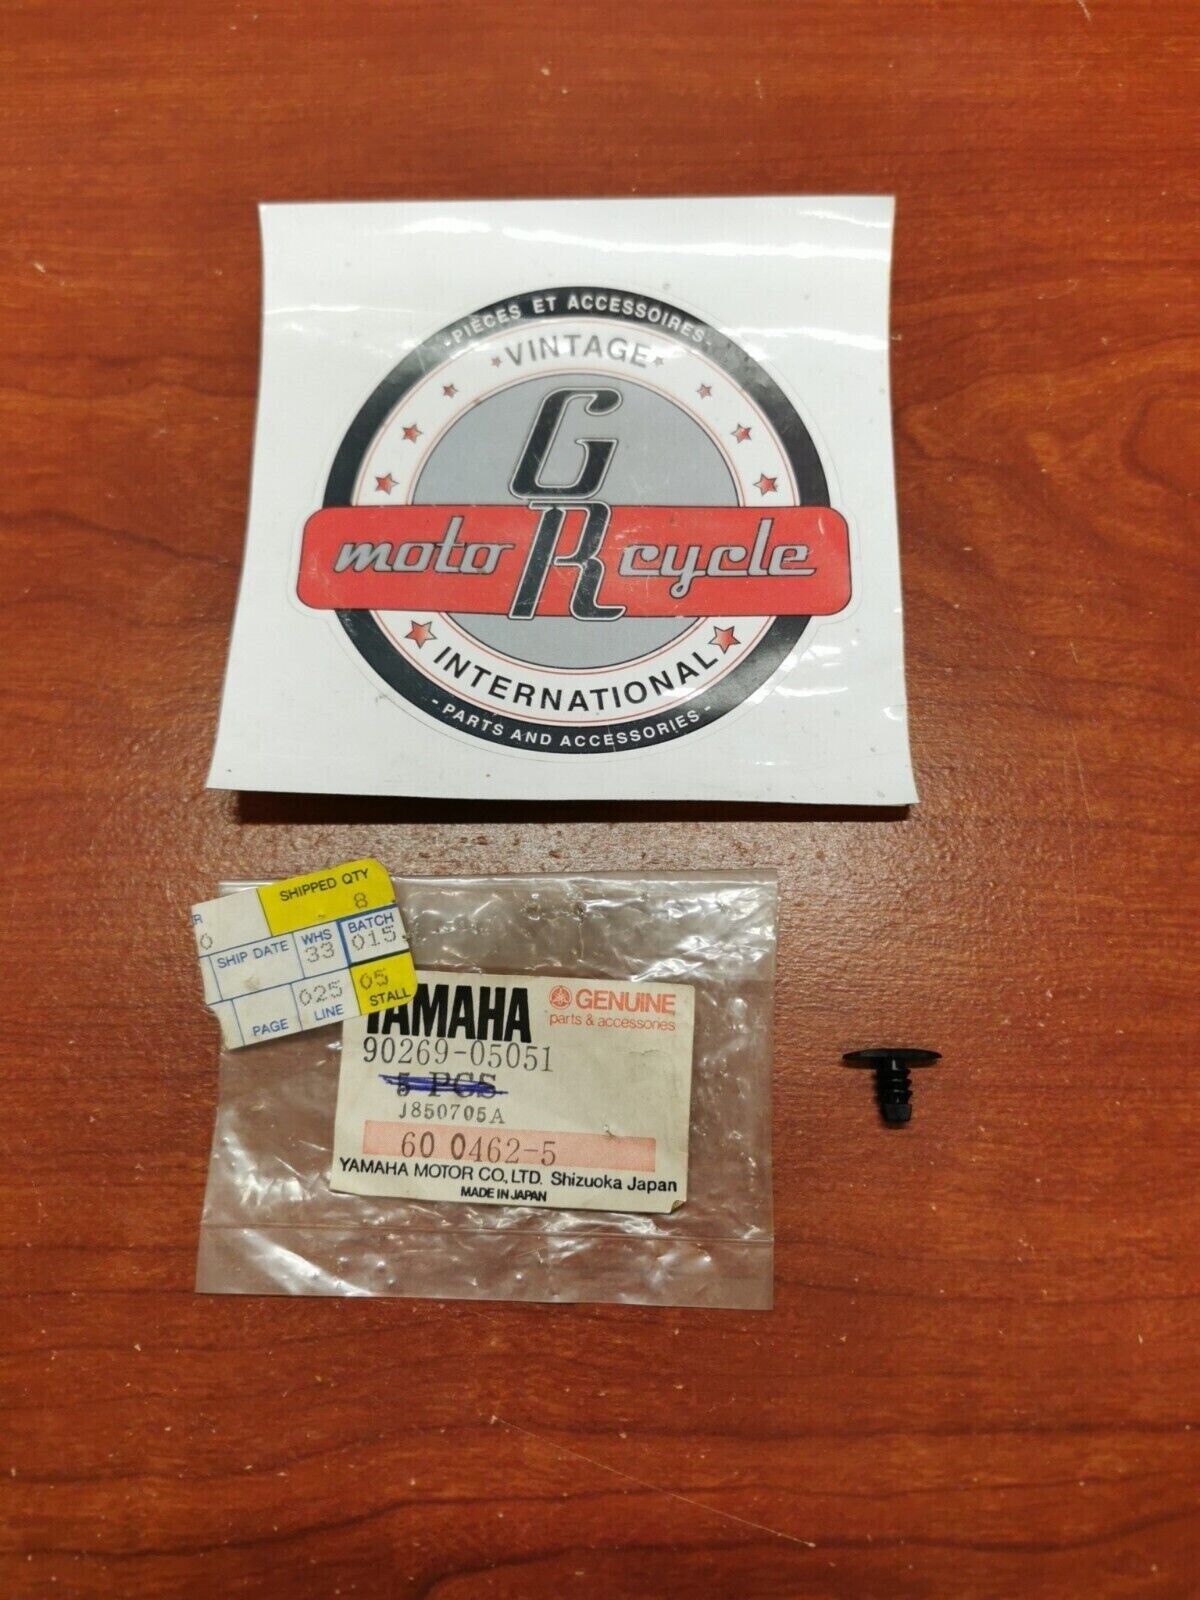 -PIÈCES ET ACCESSOIRES-
VINTAGE
G
moto R cycle
INTERNATIONAL
- PARTS AND ACCESSORIES -
SHIPPED QTY
8
SHIP DATE
WHS
33
BATCH
015
PAGE
025
LINE
05
STALL
YAMAHA
GENUINE
parts & accessories
90269-05051
5 PCS
J850705A
60 0462-5
YAMAHA MOTOR CO., LTD. Shizuoka Japan
MADE IN JAPAN